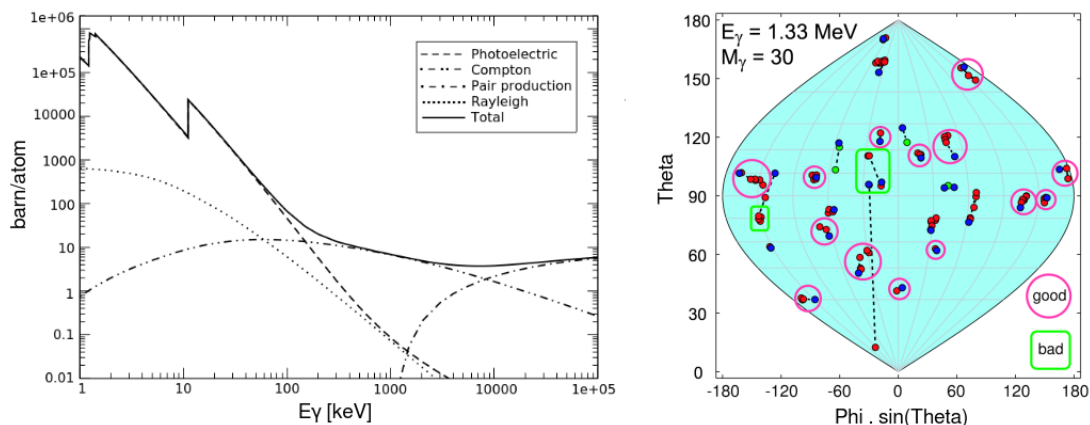 1e+06
1e+05
10000
1000
100
10
1
0.1
0.01
barn/atom
Photoelectric
Compton
Pair production
Rayleigh
Total
1 10 100 1000 10000 1e+05
Eγ [keV]
180
150
120
90
60
30
0
Theta
Eγ = 1.33 MeV
Mγ = 30
good
bad
-180 -120 -60 0 60 120 180
Phi . sin(Theta)